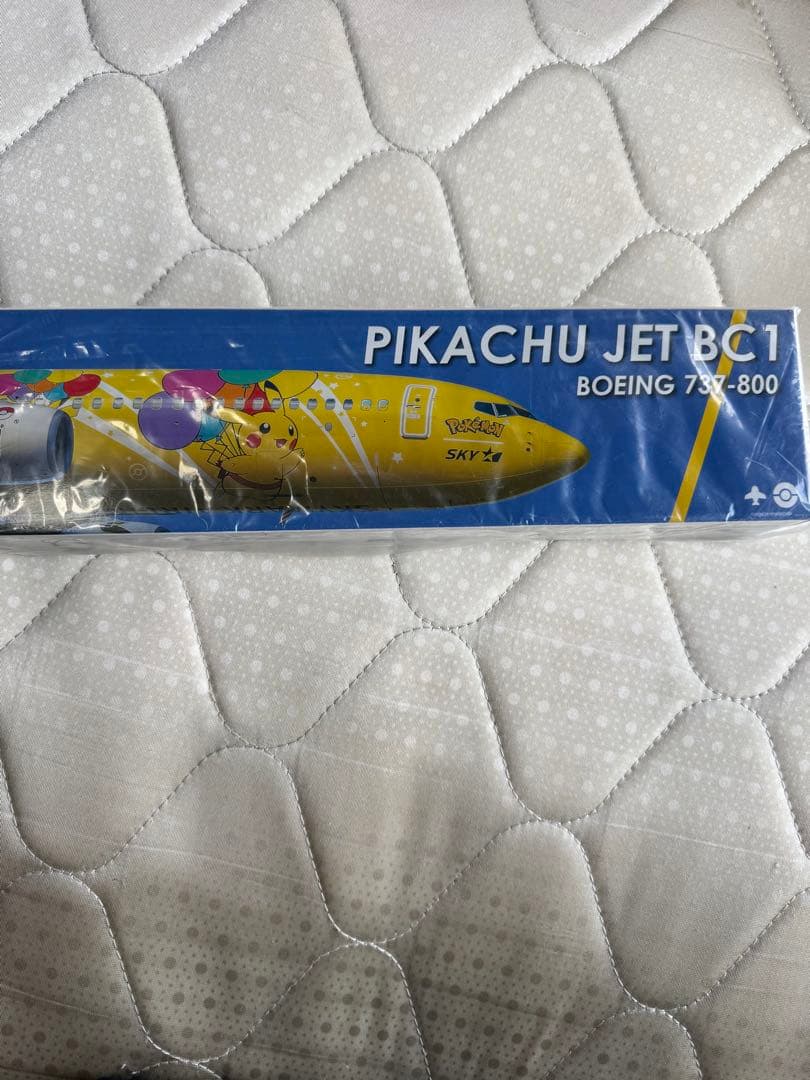 PIKACHU JET BC1
BOEING 737-800
POKÉMON
SKY